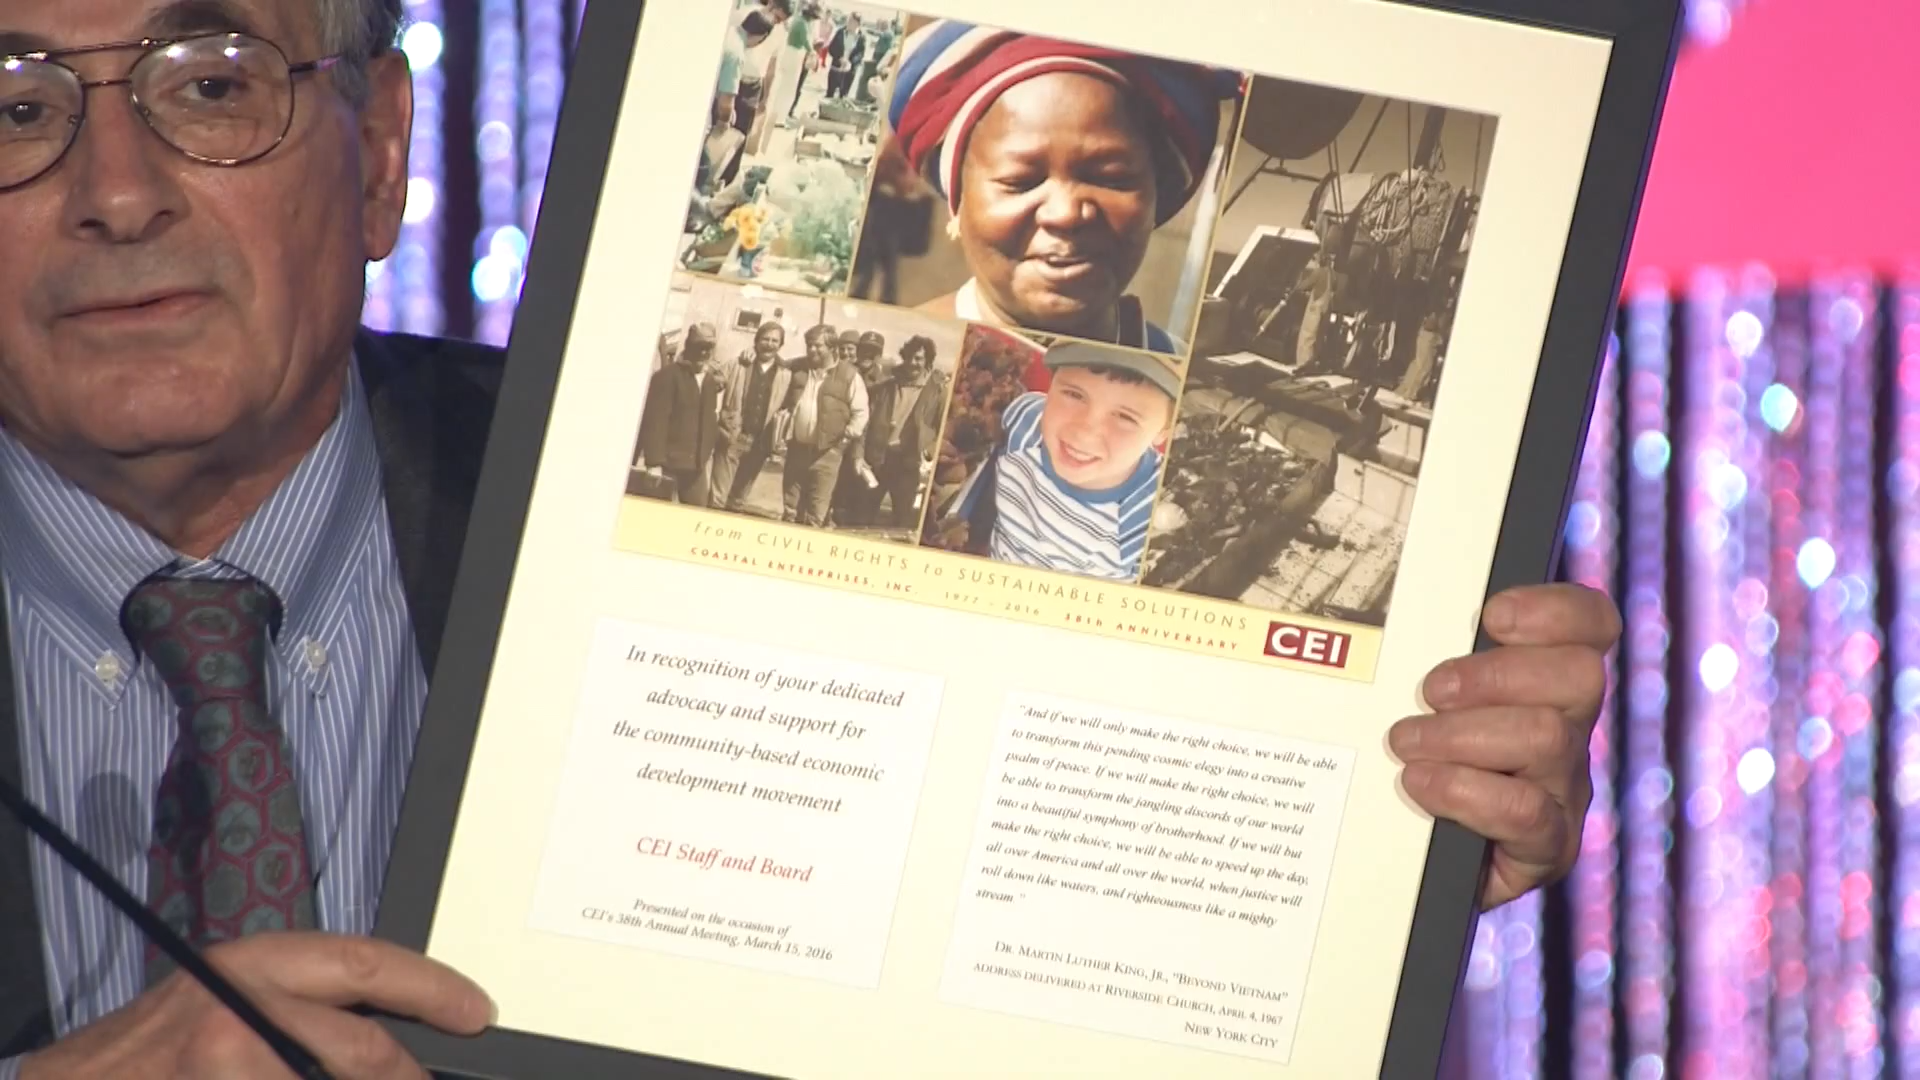 from CIVIL RIGHTS to SUSTAINABLE SOLUTIONS
COASTAL ENTERPRISES, INC. 1977 - 2016 38th ANNIVERSARY
CEI
In recognition of your dedicated
advocacy and support for
the community-based economic
development movement
CEI Staff and Board
Presented on the occasion of
CEI's 38th Annual Meeting, March 15, 2016
"And if we will only make the right choice, we will be able
to transform this pending cosmic elegy into a creative
psalm of peace. If we will make the right choice, we will
be able to transform the jangling discords of our world
into a beautiful symphony of brotherhood. If we will but
make the right choice, we will be able to speed up the day,
all over America and all over the world, when justice will
roll down like waters, and righteousness like a mighty
stream."
DR. MARTIN LUTHER KING, JR., "BEYOND VIETNAM"
ADDRESS DELIVERED AT RIVERSIDE CHURCH, APRIL 4, 1967
NEW YORK CITY